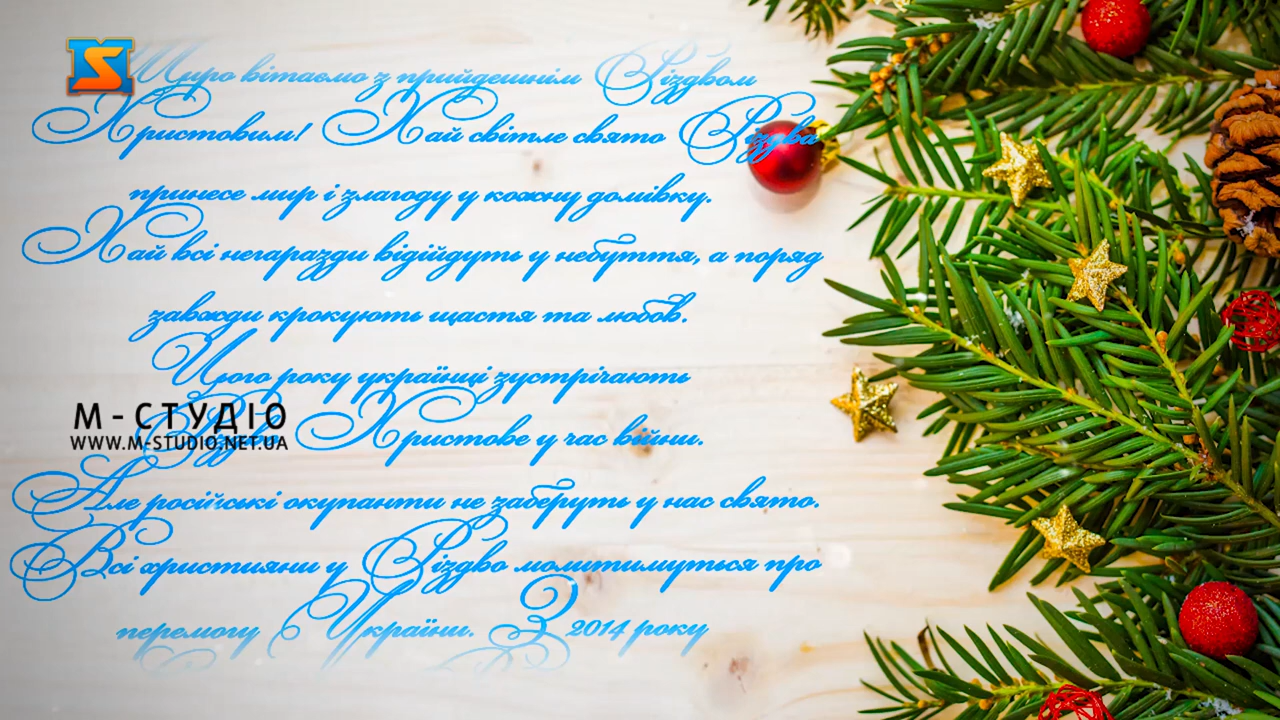 MS
Щиро вітаємо з прийдешнім Різдвом
Христовим! Хай світле свято Різдва
принесе мир і злагоду у кожну домівку.
Хай всі негаразди відійдуть у небуття, а поряд
завжди крокують щастя та любов.
Цього року українці зустрічають
Різдво Христове у час війни.
М-СТУДІО
WWW.M-STUDIO.NET.UA
Але російські окупанти не заберуть у нас свято.
Всі християни у Різдво молитимуться про
перемогу України. З 2014 року